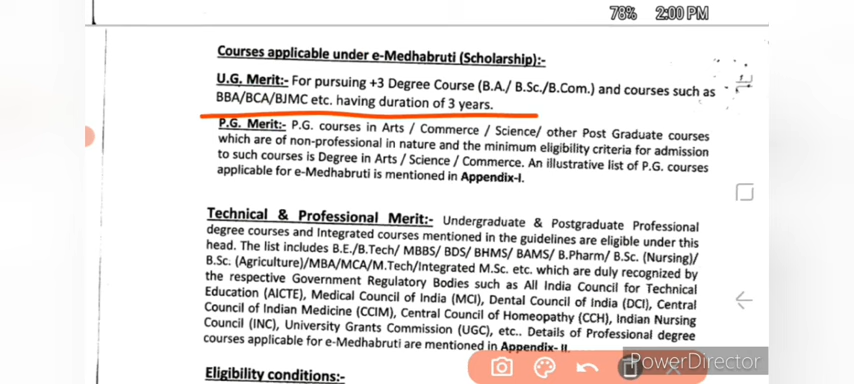 78% 2:00 PM
Courses applicable under e-Medhabruti (Scholarship):-
U.G. Merit:- For pursuing +3 Degree Course (B.A./ B.Sc./B.Com.) and courses such as
BBA/BCA/BJMC etc. having duration of 3 years.
P.G. Merit:- P.G. courses in Arts / Commerce / Science/ other Post Graduate courses
which are of non-professional in nature and the minimum eligibility criteria for admission
to such courses is Degree in Arts / Science / Commerce. An illustrative list of P.G. courses
applicable for e-Medhabruti is mentioned in Appendix-I.
Technical & Professional Merit:- Undergraduate & Postgraduate Professional
degree courses and Integrated courses mentioned in the guidelines are eligible under this
head. The list includes B.E./B.Tech/ MBBS/ BDS/ BHMS/ BAMS/ B.Pharm/ B.Sc. (Nursing)/
B.Sc. (Agriculture)/MBA/MCA/M.Tech/Integrated M.Sc. etc. which are duly recognized by
the respective Government Regulatory Bodies such as All India Council for Technical
Education (AICTE), Medical Council of India (MCI), Dental Council of India (DCI), Central
Council of Indian Medicine (CCIM), Central Council of Homeopathy (CCH), Indian Nursing
Council (INC), University Grants Commission (UGC), etc.. Details of Professional degree
courses applicable for e-Medhabruti are mentioned in Appendix- II.
PowerDirector
Eligibility conditions:-